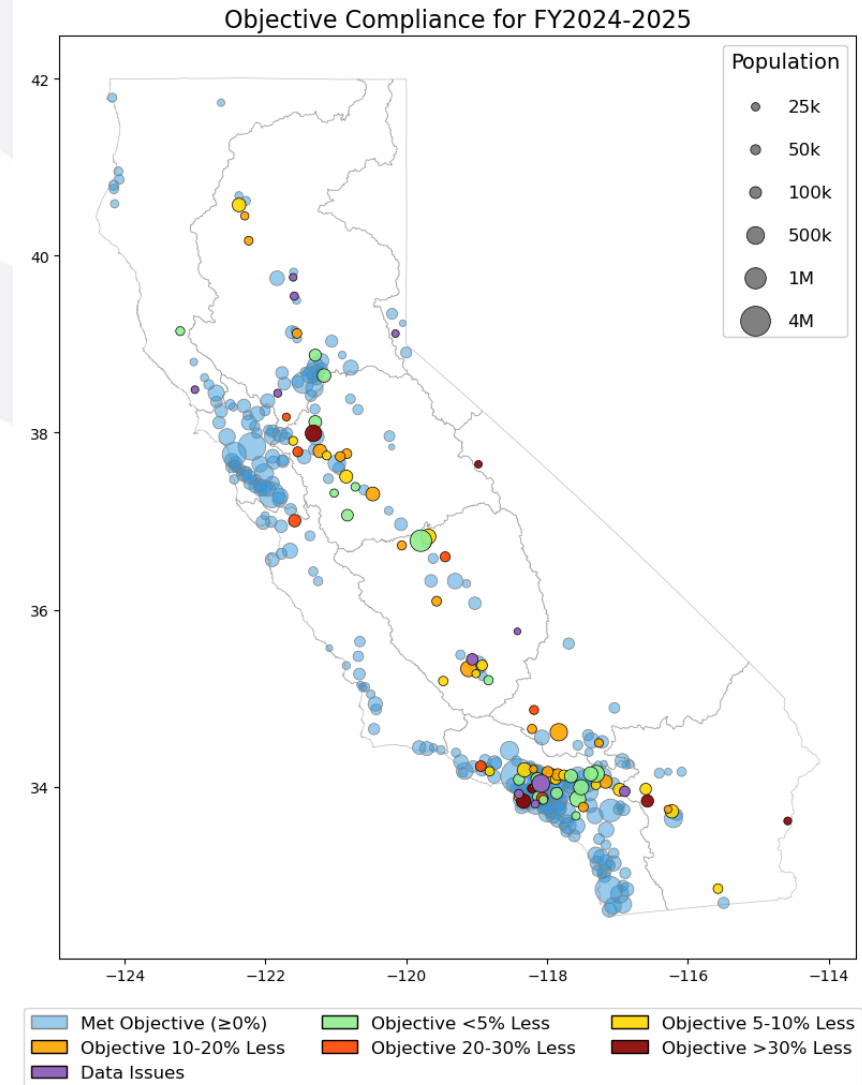 Objective Compliance for FY2024-2025
Population
25k
50k
100k
500k
1M
4M
42
40
38
36
34
−124 −122 −120 −118 −116 −114
Met Objective (≥0%) Objective <5% Less Objective 5-10% Less
Objective 10-20% Less Objective 20-30% Less Objective >30% Less
Data Issues